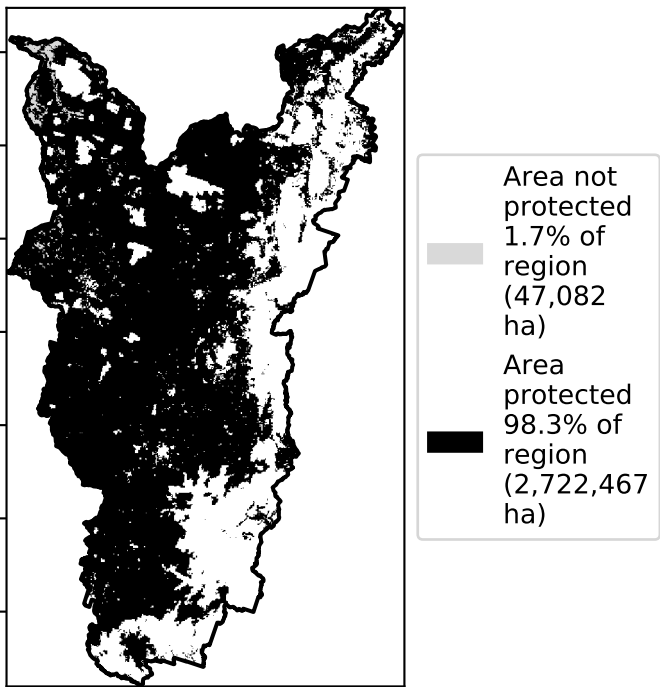 Area not
protected
1.7% of
region
(47,082
ha)
Area
protected
98.3% of
region
(2,722,467
ha)